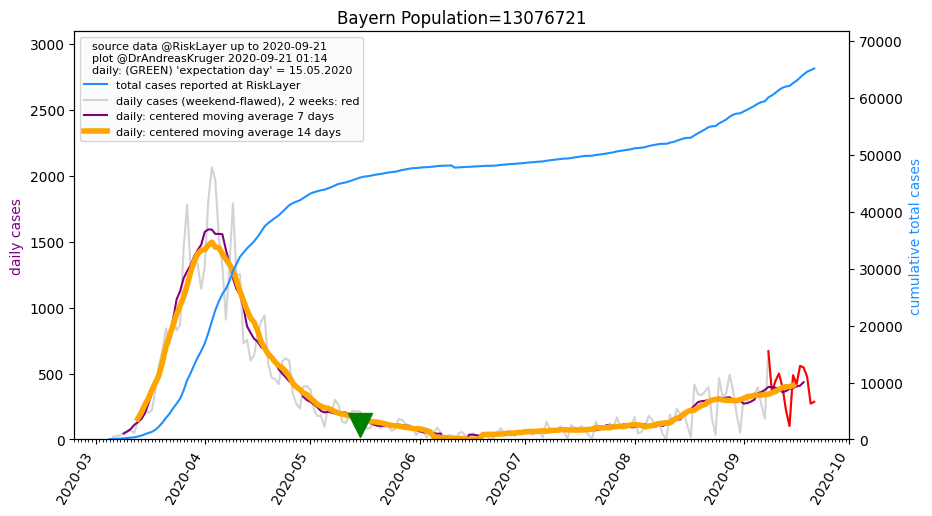 Bayern Population=13076721
source data @RiskLayer up to 2020-09-21
plot @DrAndreasKruger 2020-09-21 01:14
daily: (GREEN) 'expectation day' = 15.05.2020
total cases reported at RiskLayer
daily cases (weekend-flawed), 2 weeks: red
daily: centered moving average 7 days
daily: centered moving average 14 days
daily cases
3000
2500
2000
1500
1000
500
0
70000
60000
50000
40000
30000
20000
10000
0
cumulative total cases
2020-03
2020-04
2020-05
2020-06
2020-07
2020-08
2020-09
2020-10